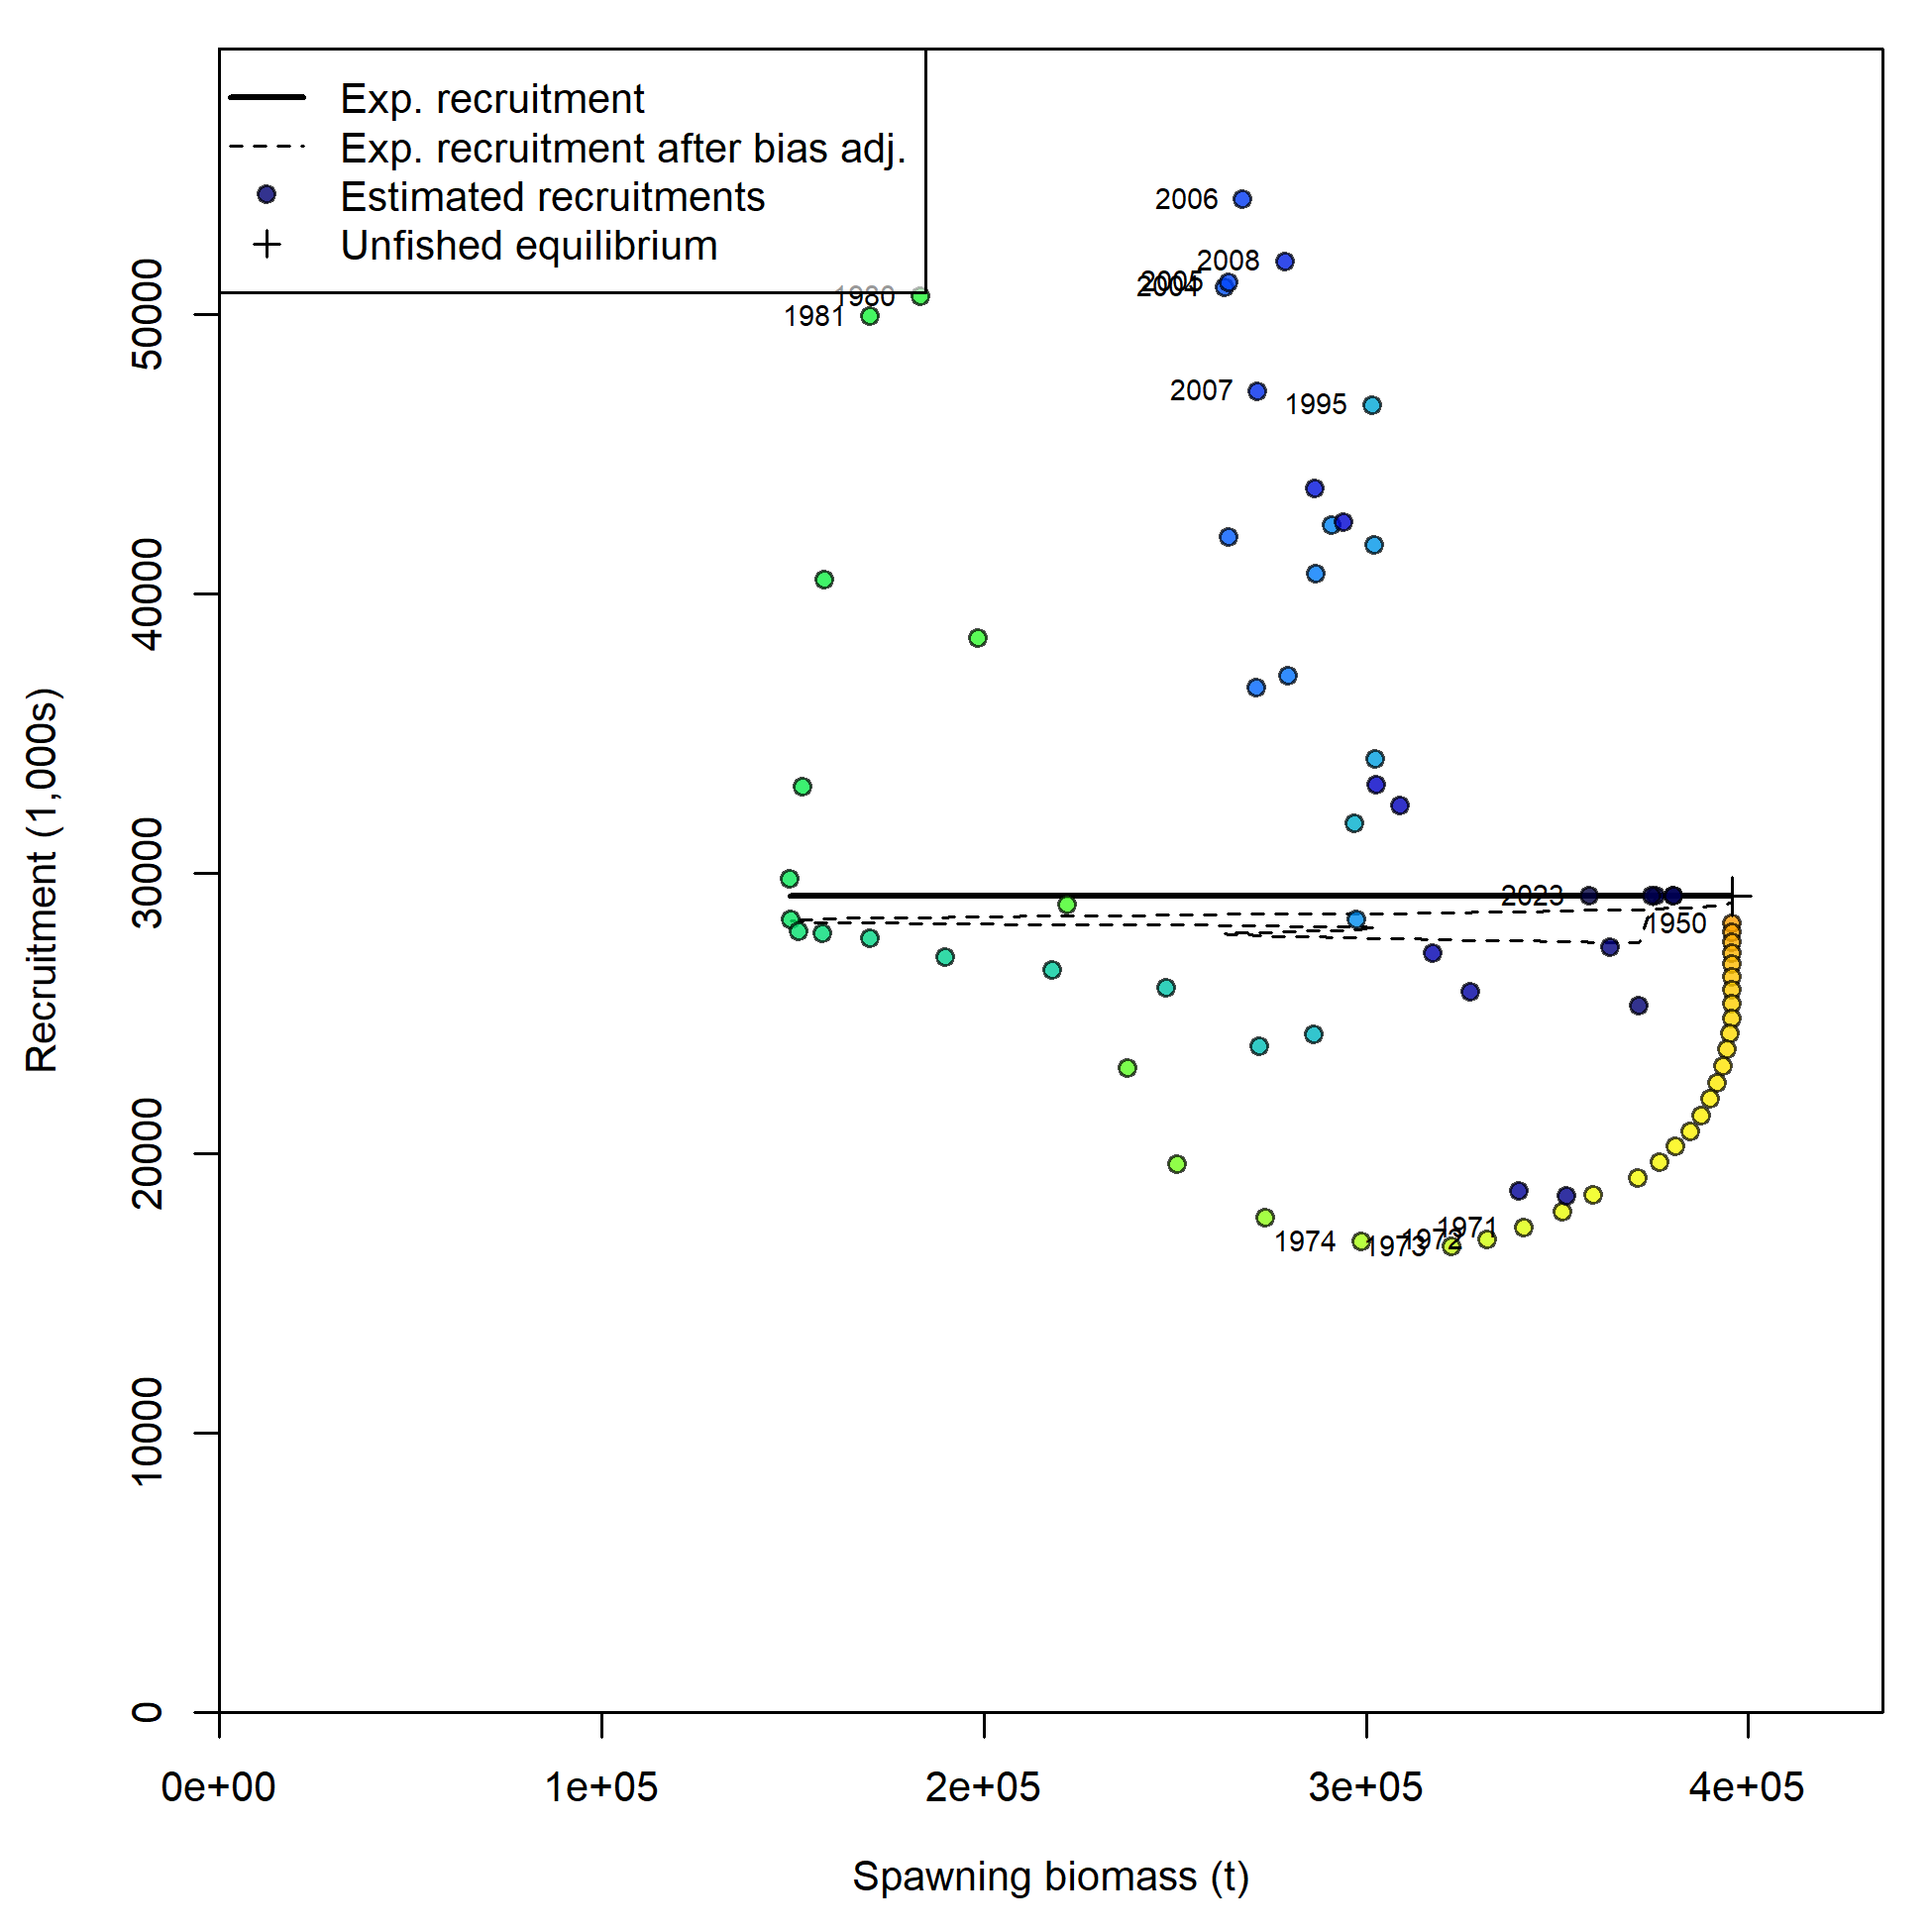 Exp. recruitment
Exp. recruitment after bias adj.
Estimated recruitments
Unfished equilibrium
2006
2008
2005
2004
1980
1981
2007
1995
2023
1950
1971
1972
1973
1974
50000
40000
30000
20000
10000
0
Recruitment (1,000s)
0e+00 1e+05 2e+05 3e+05 4e+05
Spawning biomass (t)